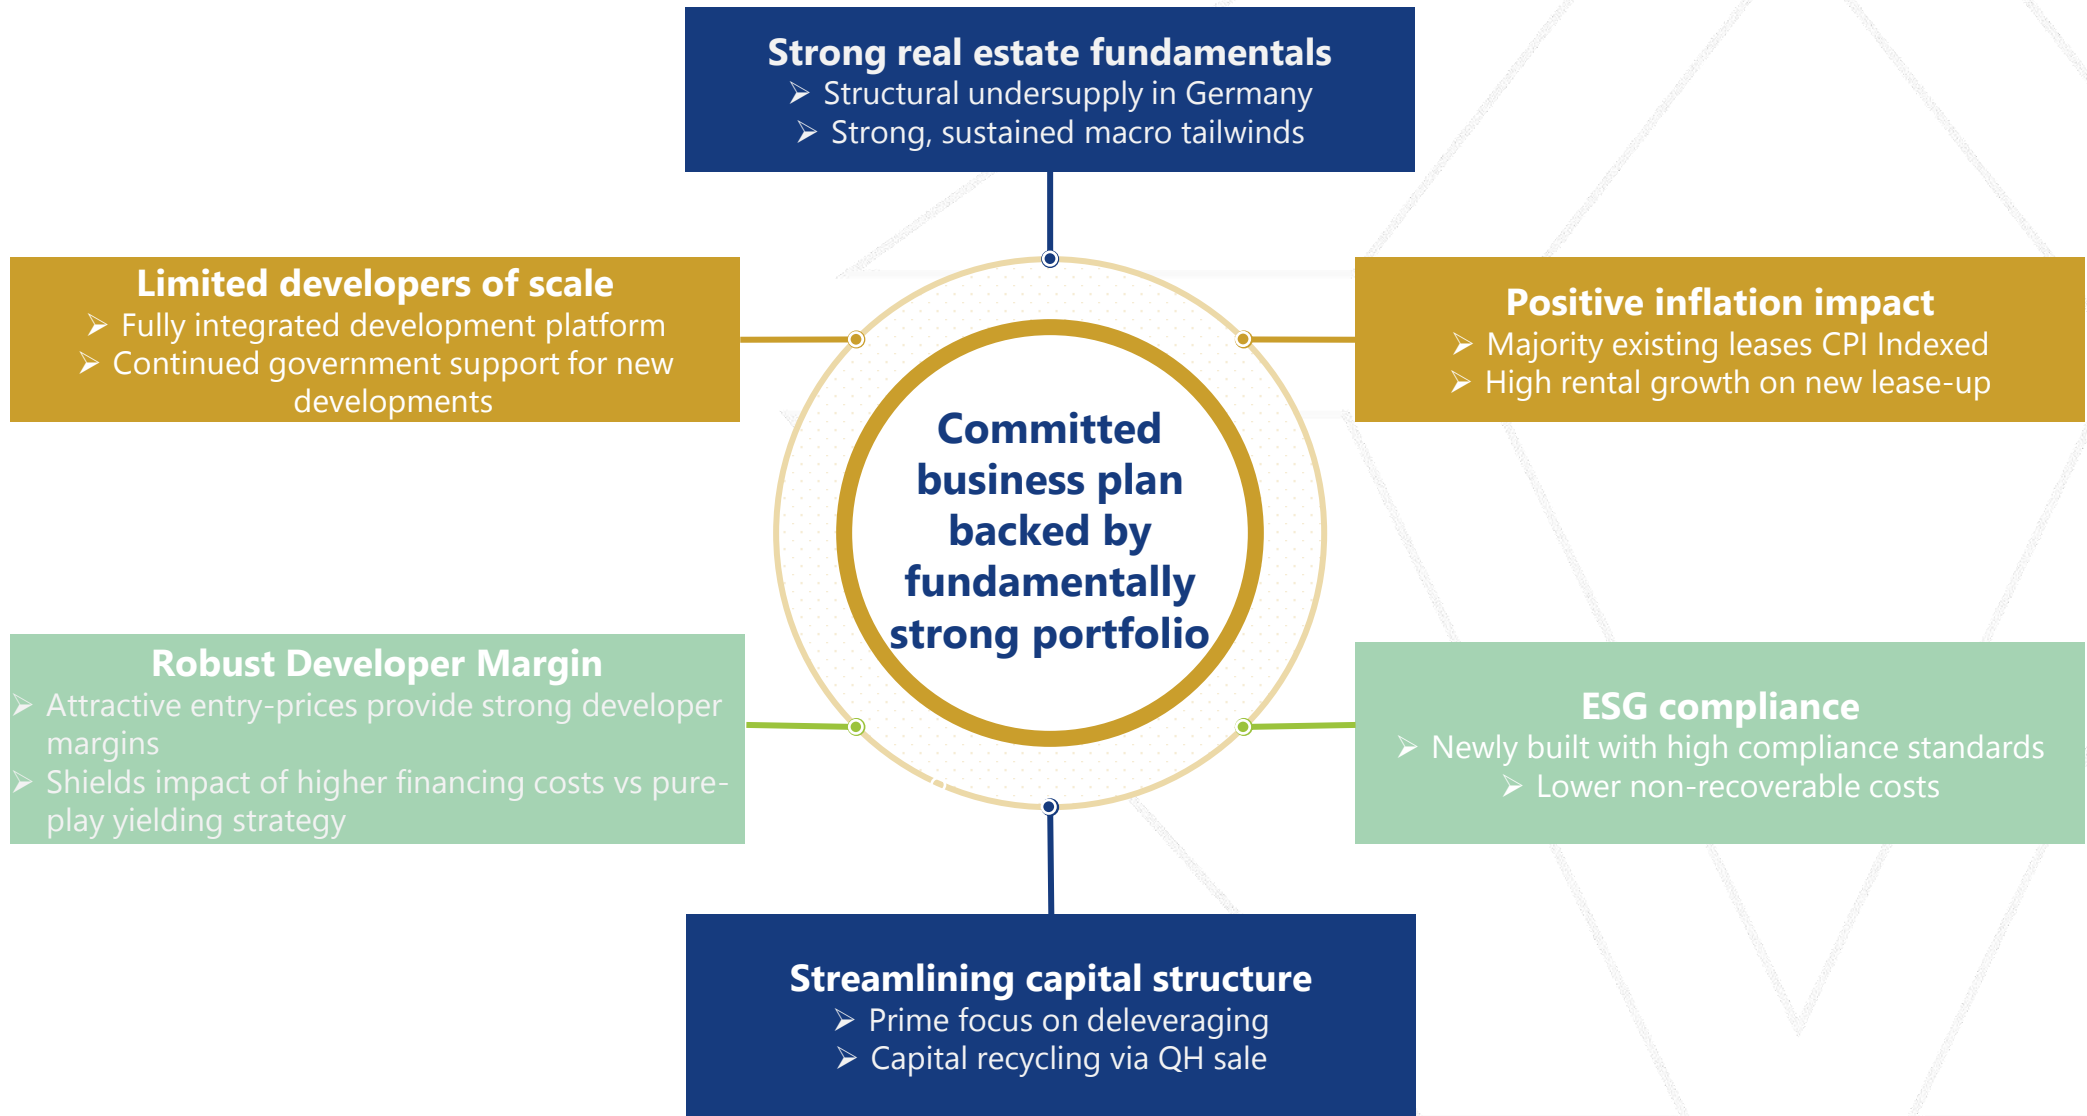 Strong real estate fundamentals
➢ Structural undersupply in Germany
➢ Strong, sustained macro tailwinds
Limited developers of scale
➢ Fully integrated development platform
➢ Continued government support for new
developments
Positive inflation impact
➢ Majority existing leases CPI Indexed
➢ High rental growth on new lease-up
Committed
business plan
backed by
fundamentally
strong portfolio
Robust Developer Margin
➢ Attractive entry-prices provide strong developer
margins
➢ Shields impact of higher financing costs vs pure-
play yielding strategy
ESG compliance
➢ Newly built with high compliance standards
➢ Lower non-recoverable costs
Streamlining capital structure
➢ Prime focus on deleveraging
➢ Capital recycling via QH sale